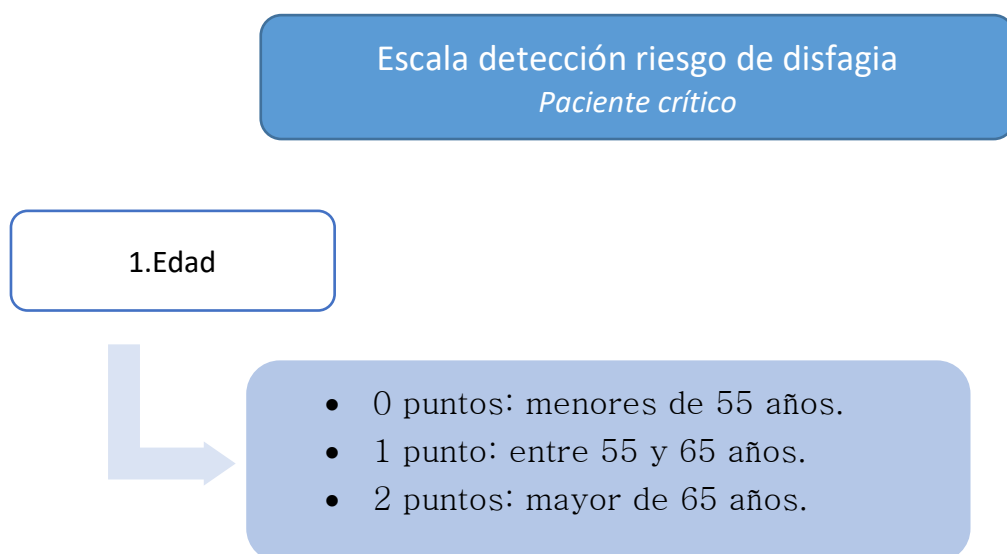 Escala detección riesgo de disfagia
Paciente crítico
1.Edad
• 0 puntos: menores de 55 años.
• 1 punto: entre 55 y 65 años.
• 2 puntos: mayor de 65 años.